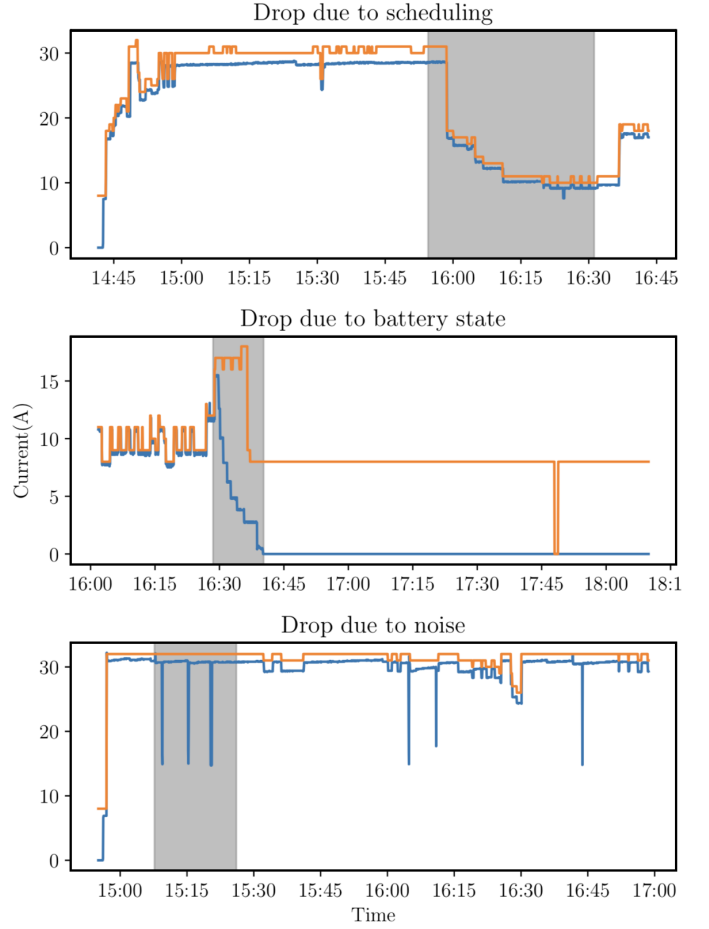 Drop due to scheduling
30
20
10
0
14:45 15:00 15:15 15:30 15:45 16:00 16:15 16:30 16:45
Drop due to battery state
Current(A)
15
10
5
0
16:00 16:15 16:30 16:45 17:00 17:15 17:30 17:45 18:00 18:1
Drop due to noise
30
20
10
0
15:00 15:15 15:30 15:45 16:00 16:15 16:30 16:45 17:00
Time